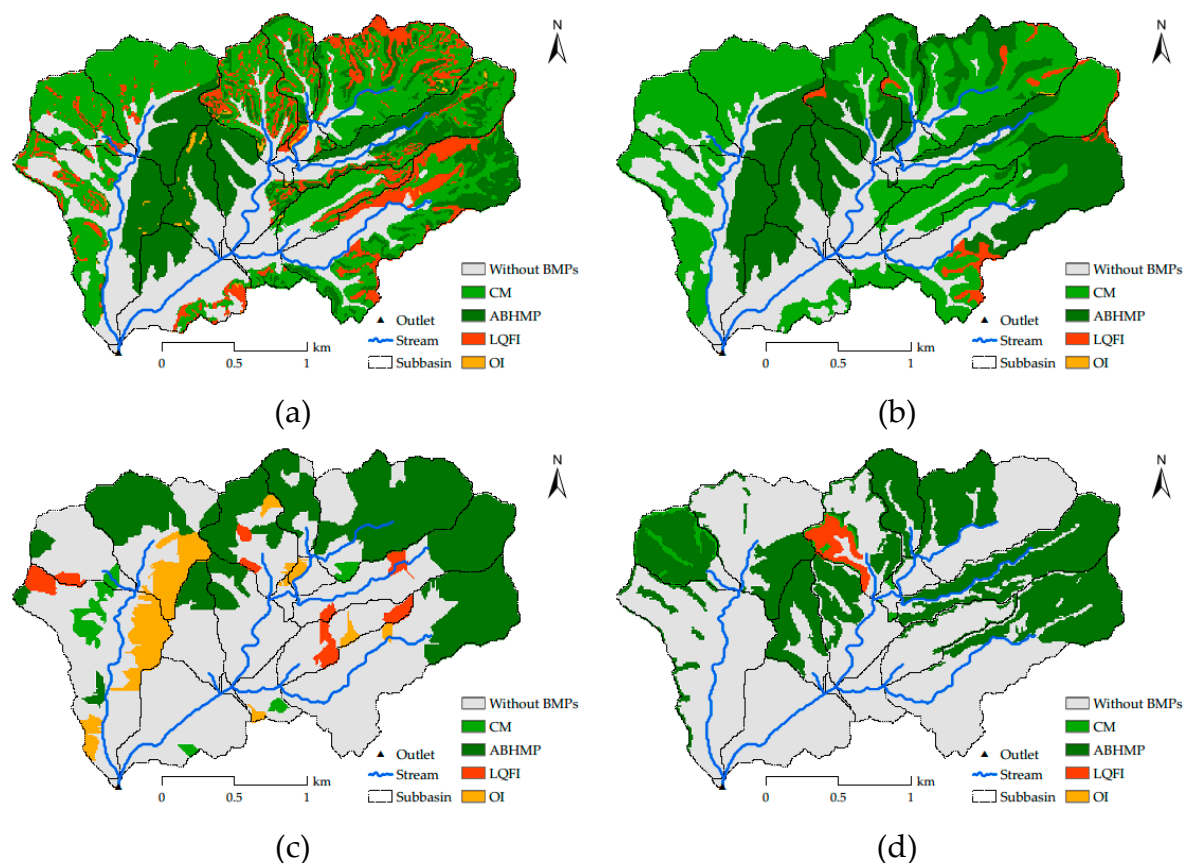 N
Without BMPs
CM
ABHMP
LQFI
OI
Outlet
Stream
Subbasin
km
0 0.5 1
(a)
N
Without BMPs
CM
ABHMP
LQFI
OI
Outlet
Stream
Subbasin
km
0 0.5 1
(b)
N
Without BMPs
CM
ABHMP
LQFI
OI
Outlet
Stream
Subbasin
km
0 0.5 1
(c)
N
Without BMPs
CM
ABHMP
LQFI
OI
Outlet
Stream
Subbasin
km
0 0.5 1
(d)